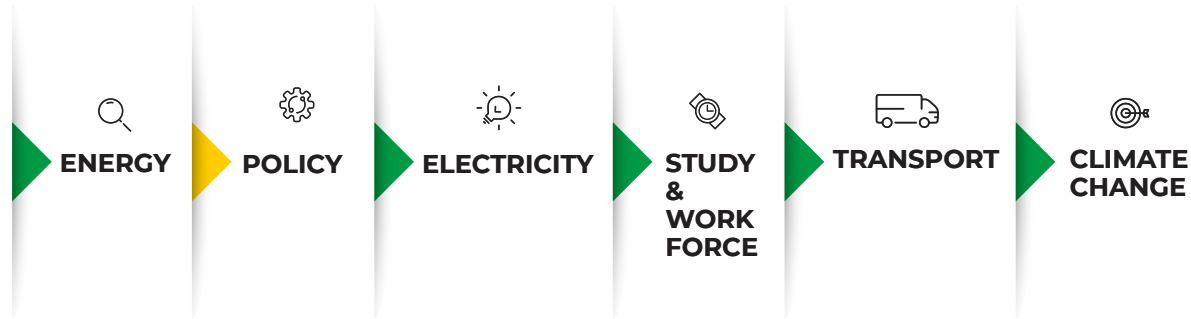 ENERGY
POLICY
ELECTRICITY
STUDY
&
WORK
FORCE
TRANSPORT
CLIMATE
CHANGE